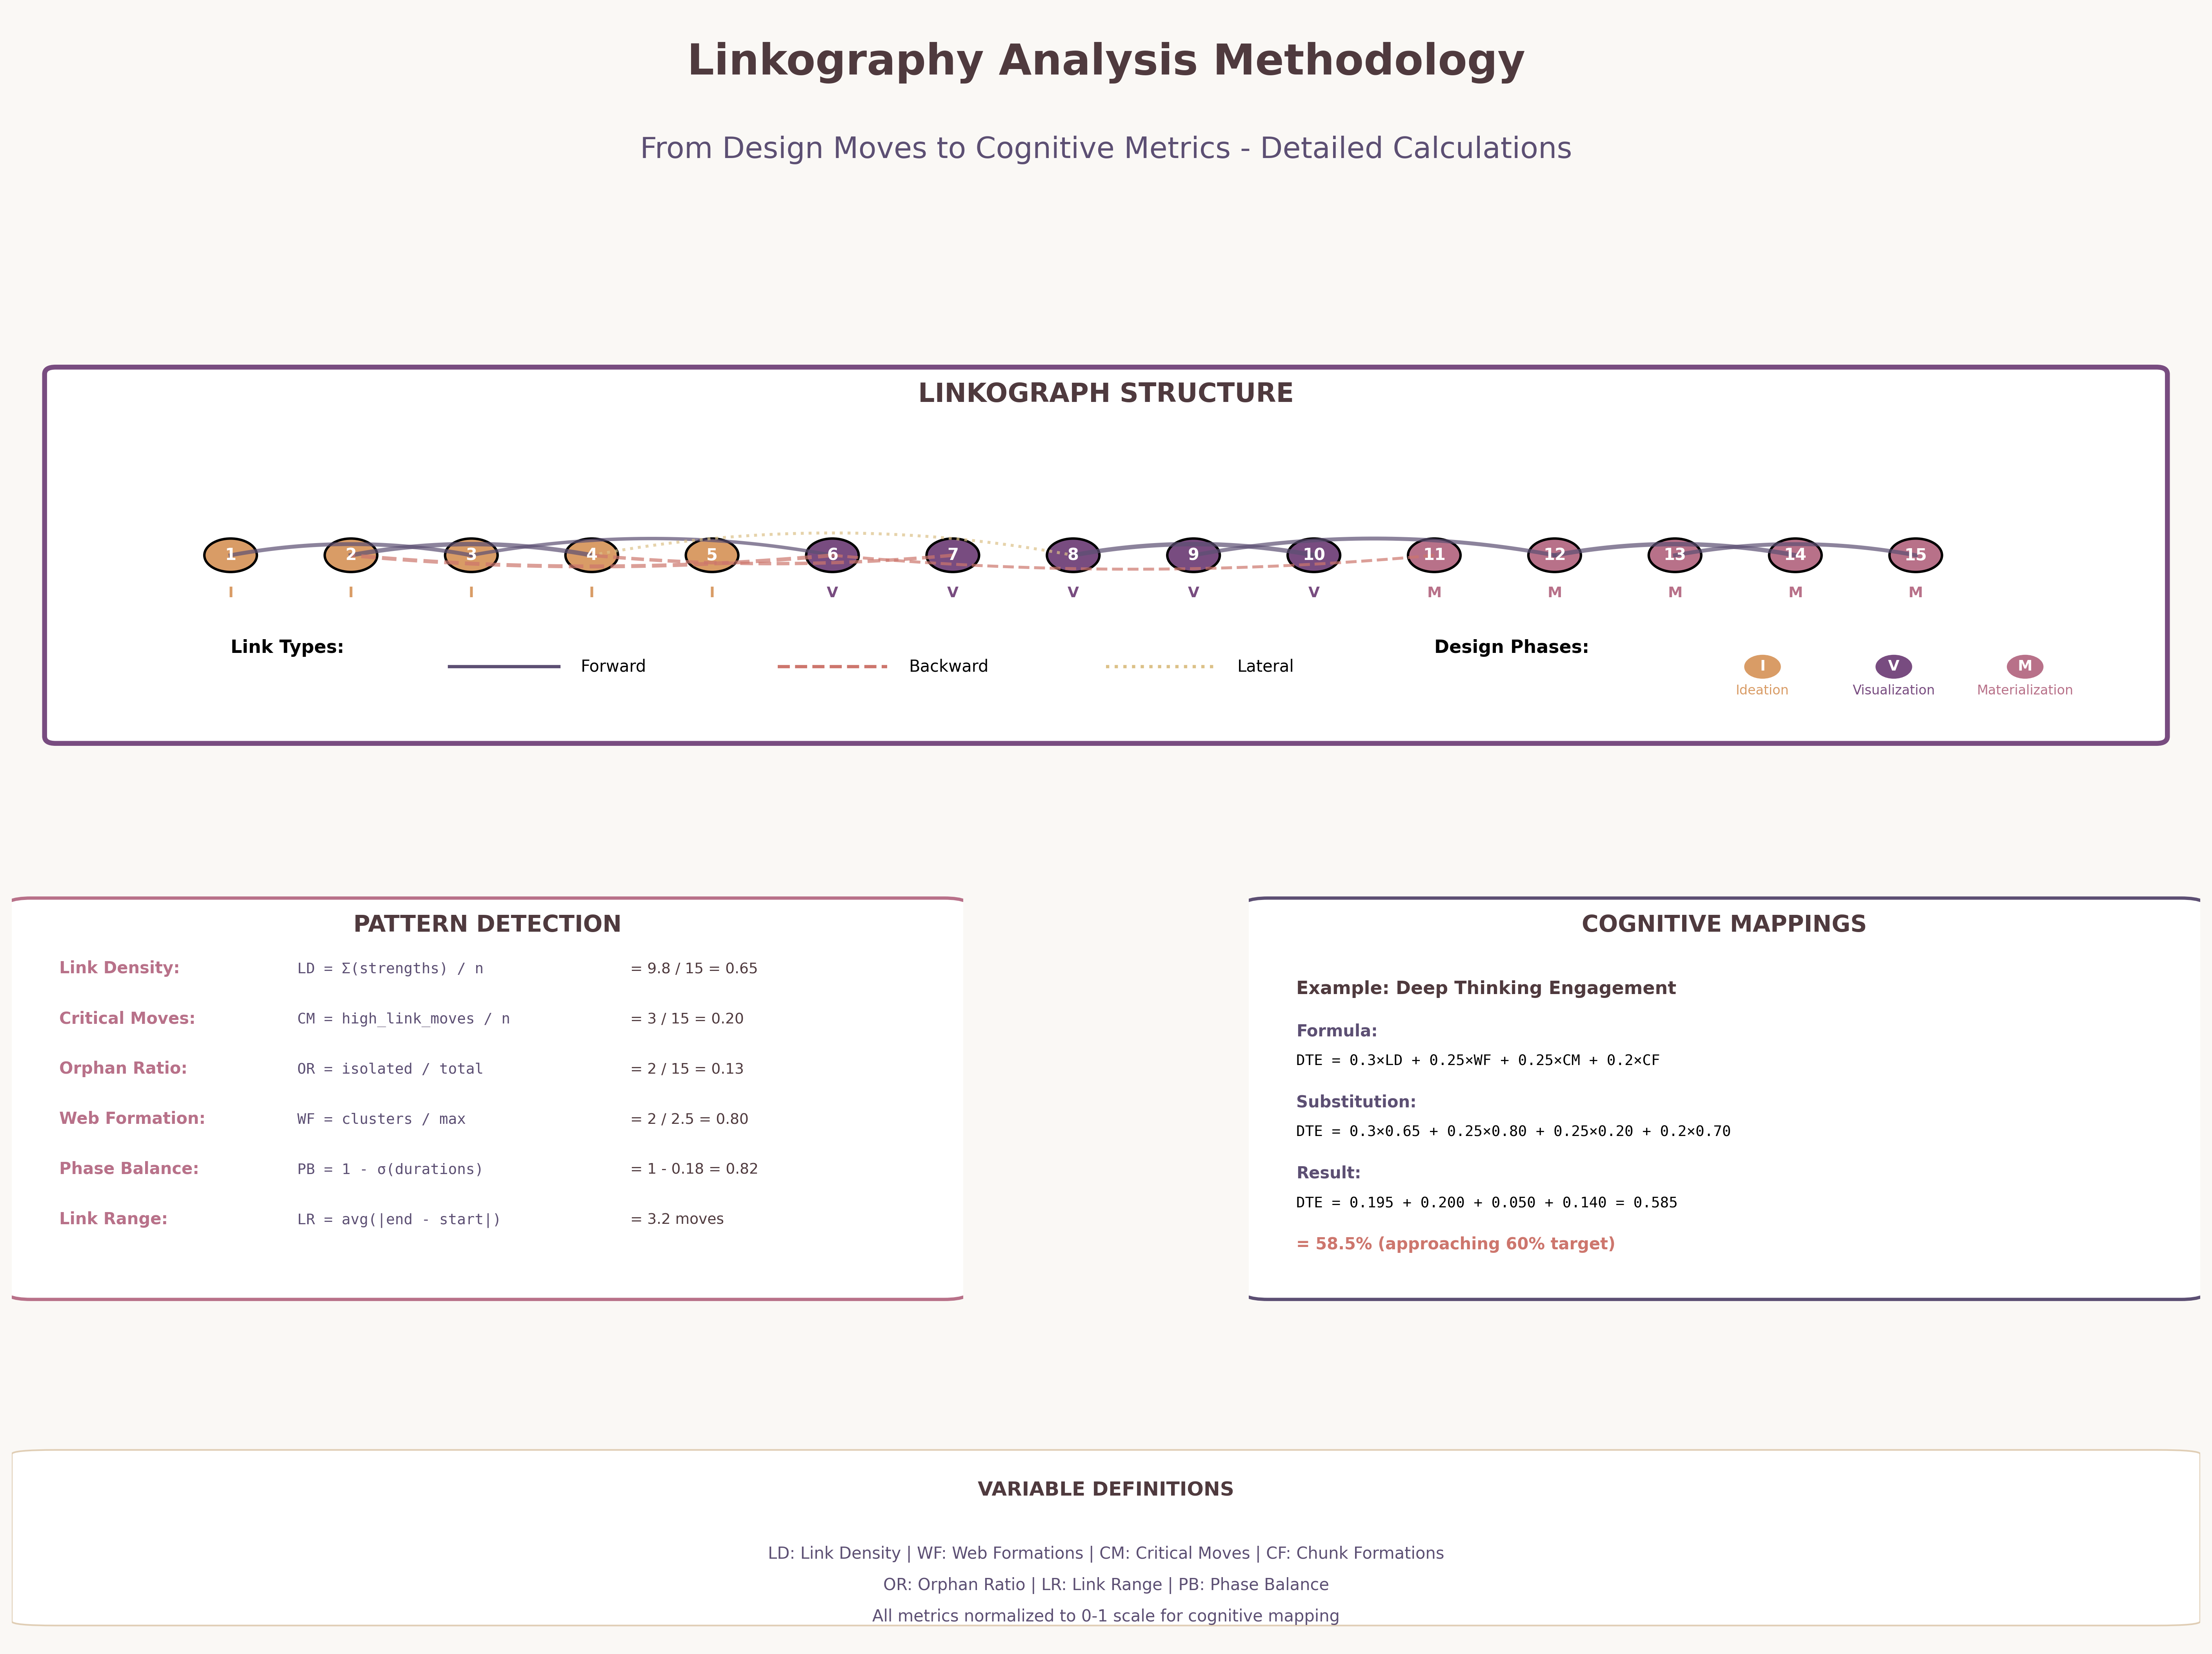 Linkography Analysis Methodology
From Design Moves to Cognitive Metrics - Detailed Calculations
LINKOGRAPH STRUCTURE
1 2 3 4 5 6 7 8 9 10 11 12 13 14 15
I I I I I V V V V V M M M M M
Link Types: Forward Backward Lateral
Design Phases: I V M
Ideation Visualization Materialization
PATTERN DETECTION
Link Density: LD = Σ(strengths) / n = 9.8 / 15 = 0.65
Critical Moves: CM = high_link_moves / n = 3 / 15 = 0.20
Orphan Ratio: OR = isolated / total = 2 / 15 = 0.13
Web Formation: WF = clusters / max = 2 / 2.5 = 0.80
Phase Balance: PB = 1 - σ(durations) = 1 - 0.18 = 0.82
Link Range: LR = avg(|end - start|) = 3.2 moves
COGNITIVE MAPPINGS
Example: Deep Thinking Engagement
Formula:
DTE = 0.3×LD + 0.25×WF + 0.25×CM + 0.2×CF
Substitution:
DTE = 0.3×0.65 + 0.25×0.80 + 0.25×0.20 + 0.2×0.70
Result:
DTE = 0.195 + 0.200 + 0.050 + 0.140 = 0.585
= 58.5% (approaching 60% target)
VARIABLE DEFINITIONS
LD: Link Density | WF: Web Formations | CM: Critical Moves | CF: Chunk Formations
OR: Orphan Ratio | LR: Link Range | PB: Phase Balance
All metrics normalized to 0-1 scale for cognitive mapping